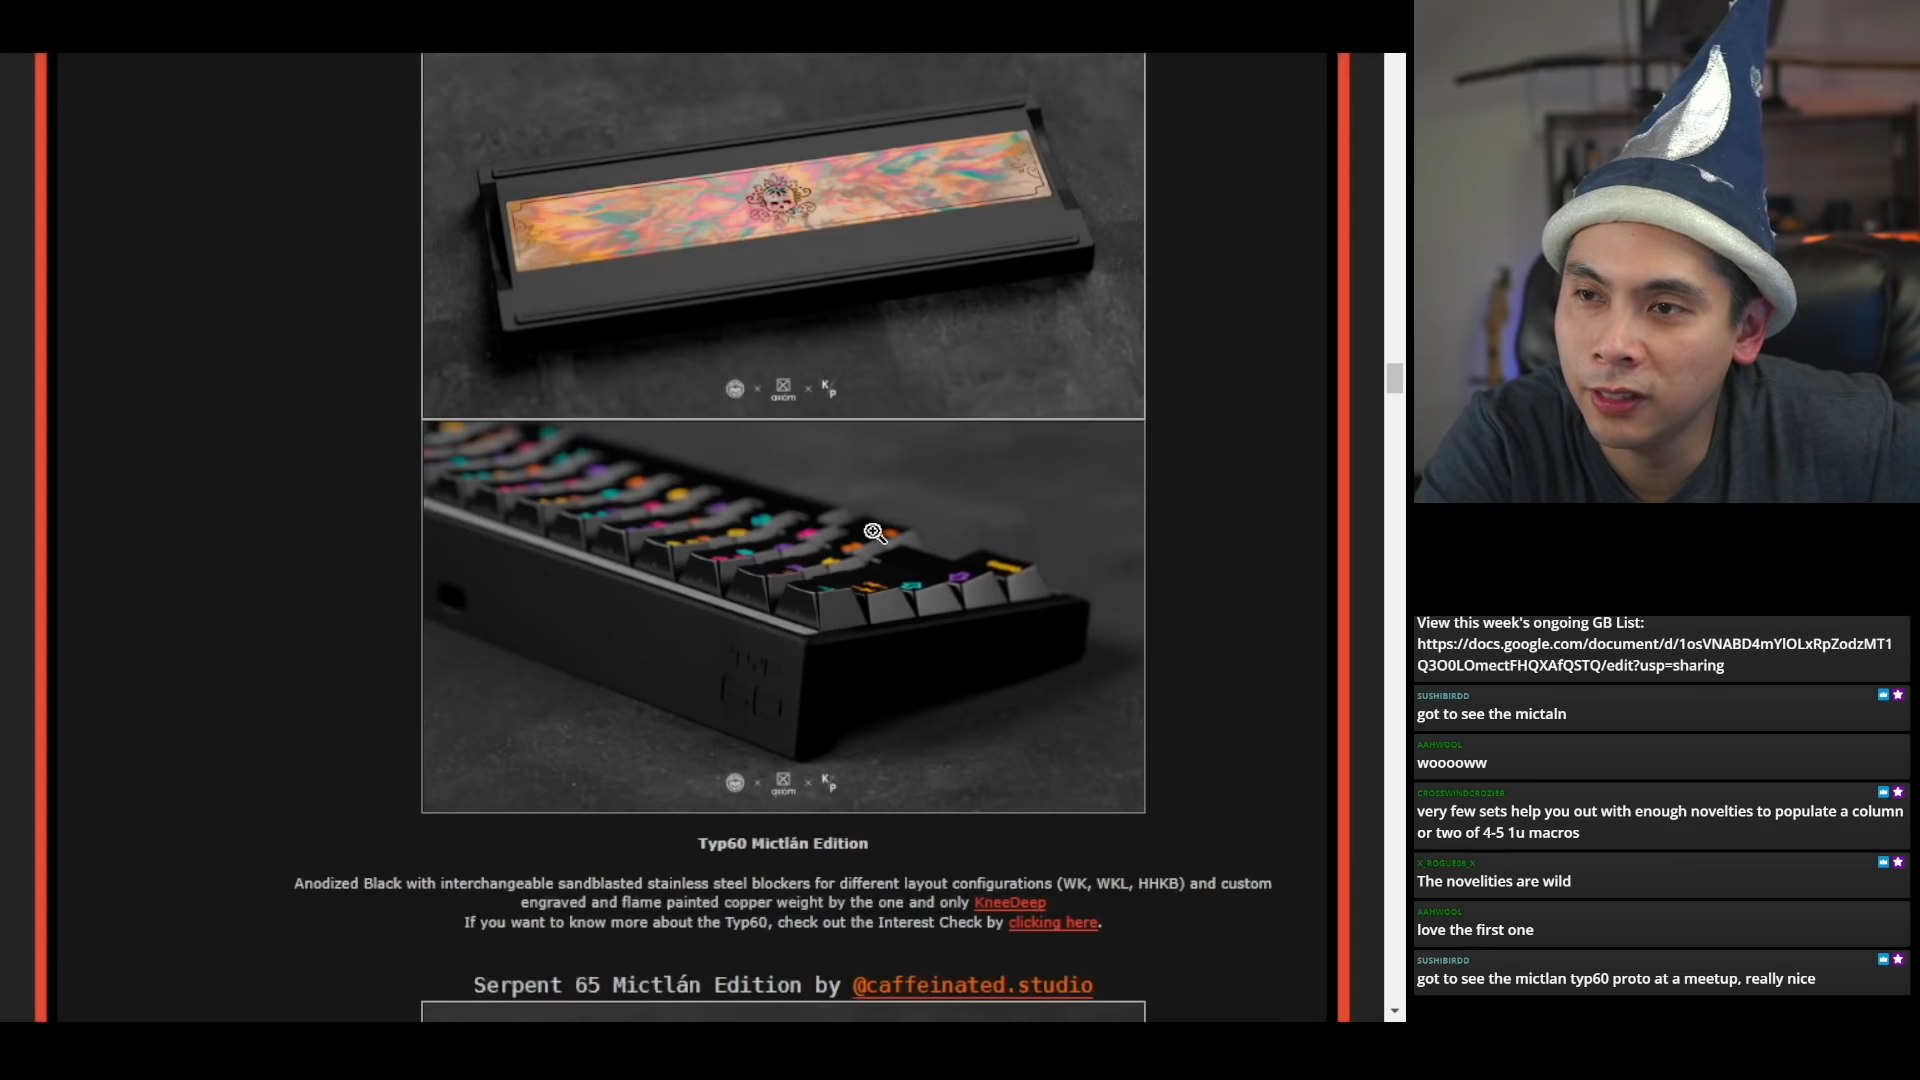 axiom
K
P
axiom
K
P
Typ60 Mictlán Edition
Anodized Black with interchangeable sandblasted stainless steel blockers for different layout configurations (WK, WKL, HHKB) and custom
engraved and flame painted copper weight by the one and only KneeDeep
If you want to know more about the Typ60, check out the Interest Check by clicking here.
Serpent 65 Mictlán Edition by @caffeinated.studio
View this week's ongoing GB List:
https://docs.google.com/document/d/1osVNABD4mYlOLxRpZodzMT1
Q3O0LOmectFHQXAfQSTQ/edit?usp=sharing
SUSHIBIRDD
got to see the mictaln
AAHWOOL
wooooww
CROSSWINDCROZIER
very few sets help you out with enough novelties to populate a column
or two of 4-5 1u macros
X_ROGUE08_X
The novelities are wild
AAHWOOL
love the first one
SUSHIBIRDD
got to see the mictlan typ60 proto at a meetup, really nice